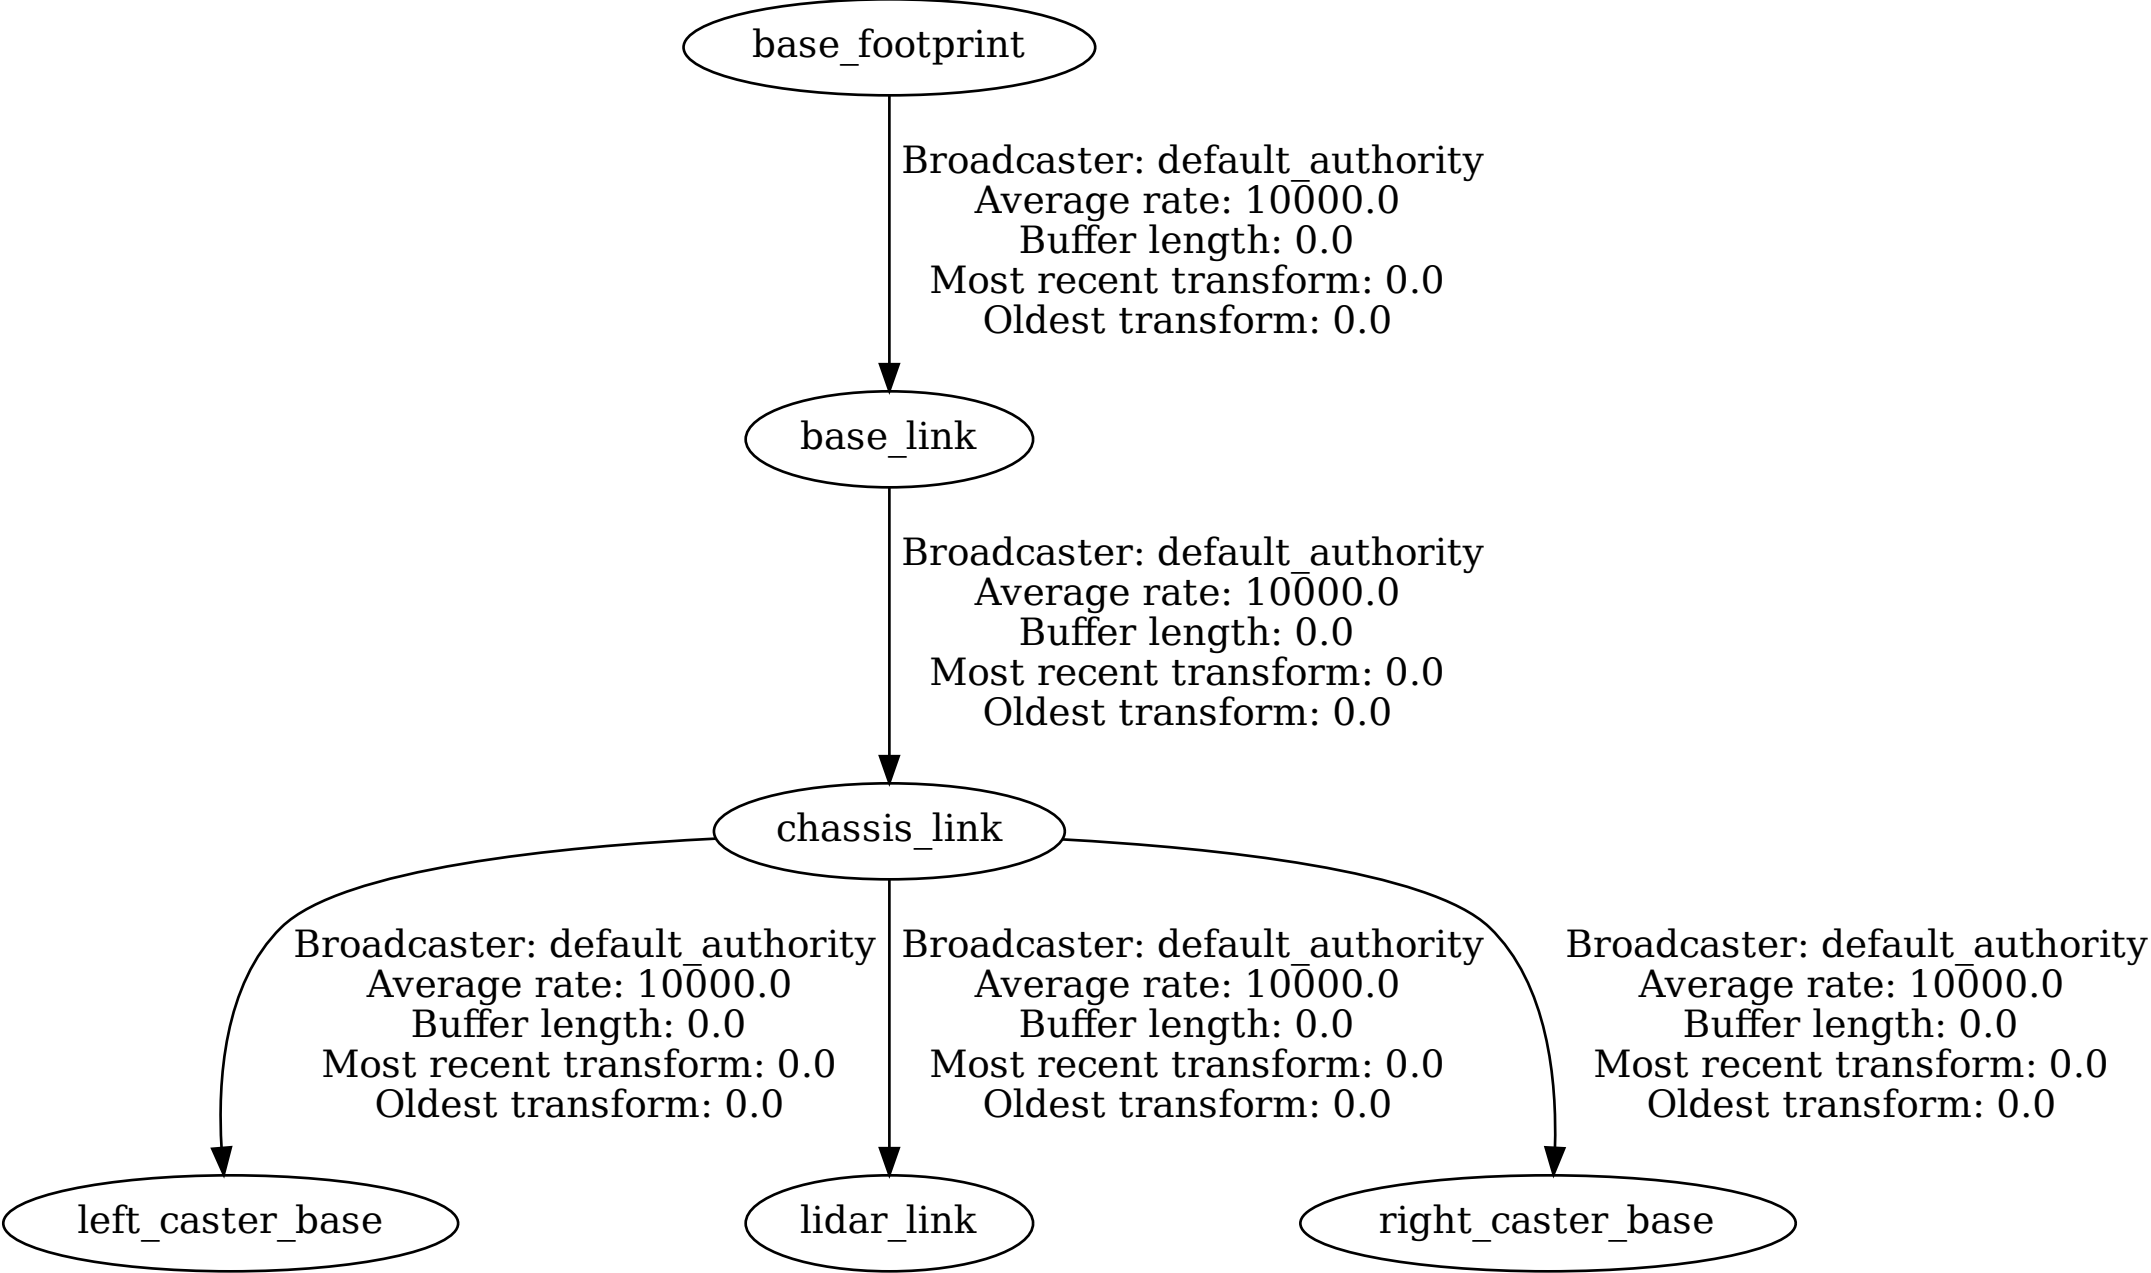 base_footprint
Broadcaster: default_authority
Average rate: 10000.0
Buffer length: 0.0
Most recent transform: 0.0
Oldest transform: 0.0
base_link
Broadcaster: default_authority
Average rate: 10000.0
Buffer length: 0.0
Most recent transform: 0.0
Oldest transform: 0.0
chassis_link
Broadcaster: default_authority
Average rate: 10000.0
Buffer length: 0.0
Most recent transform: 0.0
Oldest transform: 0.0
Broadcaster: default_authority
Average rate: 10000.0
Buffer length: 0.0
Most recent transform: 0.0
Oldest transform: 0.0
Broadcaster: default_authority
Average rate: 10000.0
Buffer length: 0.0
Most recent transform: 0.0
Oldest transform: 0.0
left_caster_base
lidar_link
right_caster_base